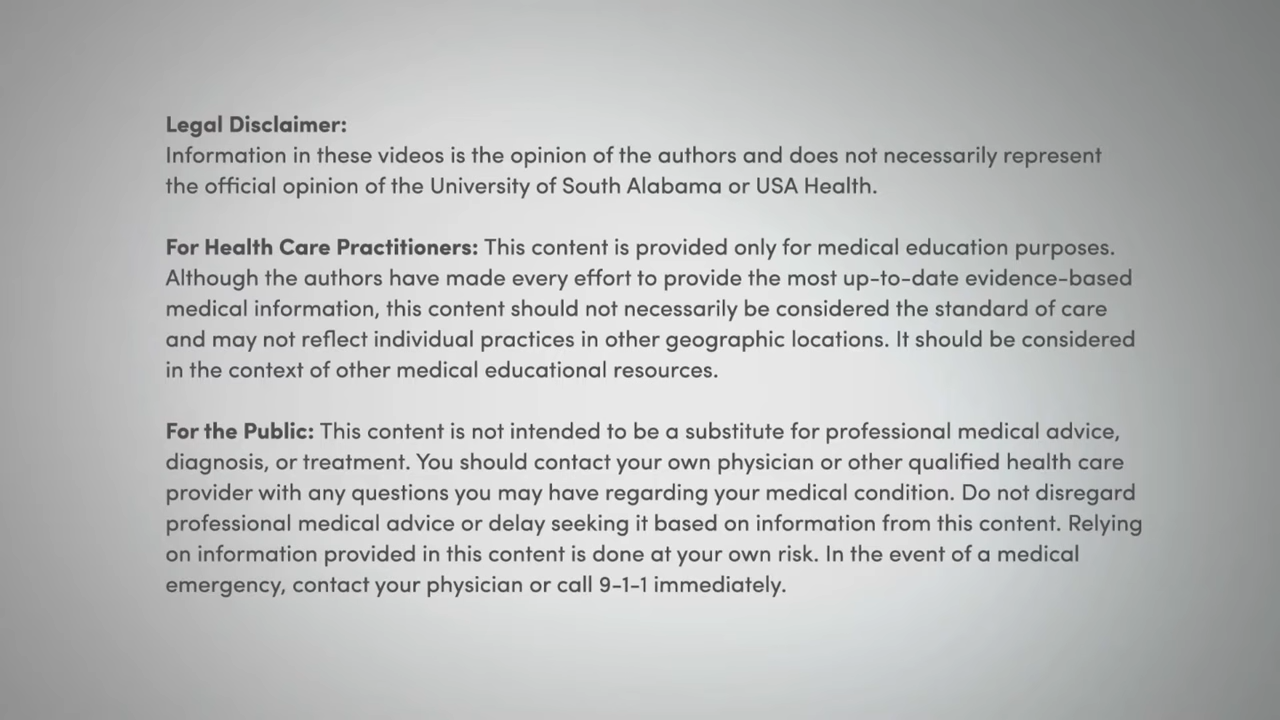 Legal Disclaimer:
Information in these videos is the opinion of the authors and does not necessarily represent
the official opinion of the University of South Alabama or USA Health.
For Health Care Practitioners: This content is provided only for medical education purposes.
Although the authors have made every effort to provide the most up-to-date evidence-based
medical information, this content should not necessarily be considered the standard of care
and may not reflect individual practices in other geographic locations. It should be considered
in the context of other medical educational resources.
For the Public: This content is not intended to be a substitute for professional medical advice,
diagnosis, or treatment. You should contact your own physician or other qualified health care
provider with any questions you may have regarding your medical condition. Do not disregard
professional medical advice or delay seeking it based on information from this content. Relying
on information provided in this content is done at your own risk. In the event of a medical
emergency, contact your physician or call 9-1-1 immediately.